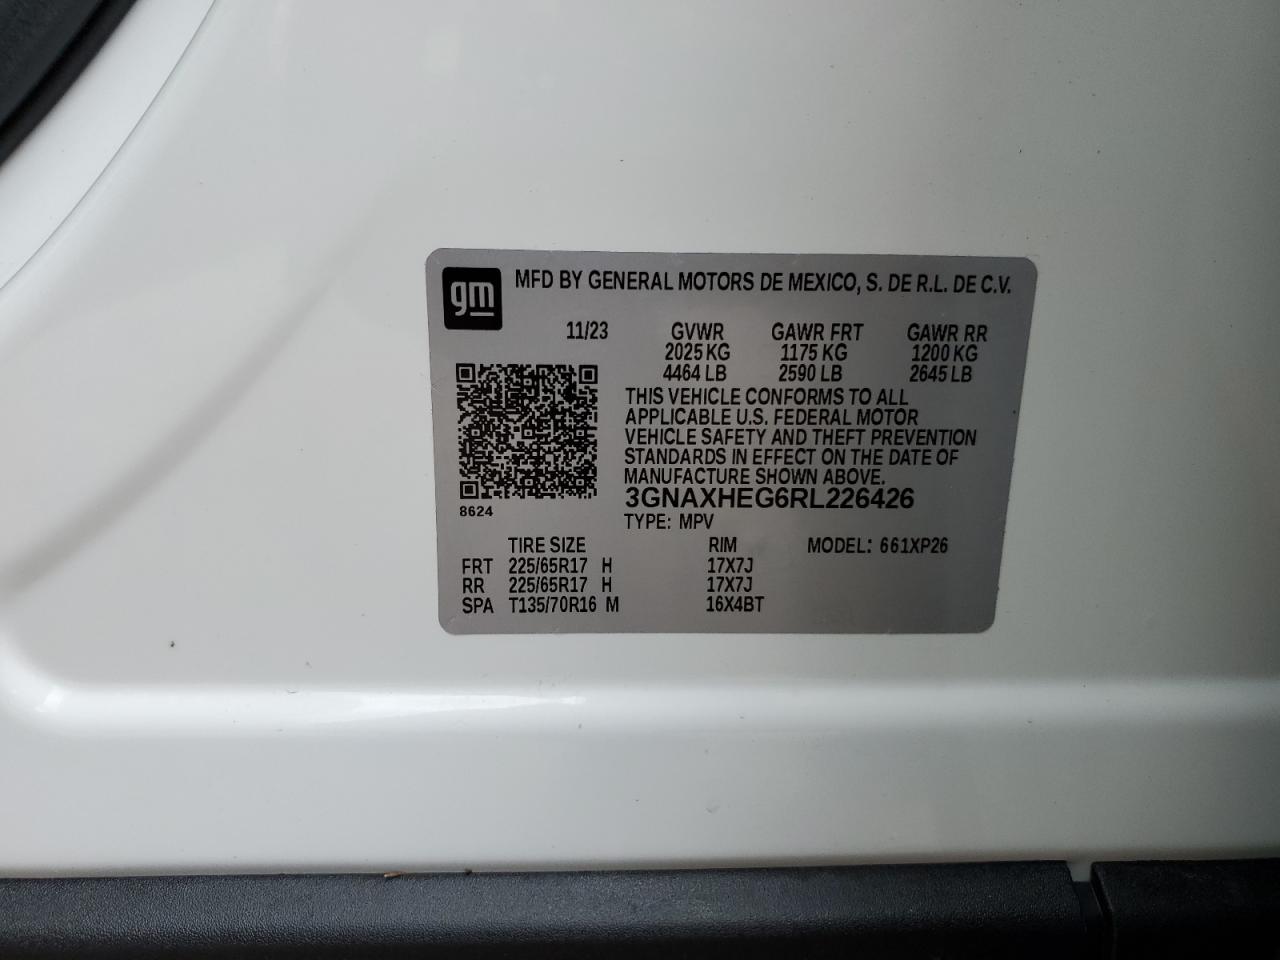 gm
MFD BY GENERAL MOTORS DE MEXICO, S. DE R.L. DE C.V.
11/23 GVWR GAWR FRT GAWR RR
2025 KG 1175 KG 1200 KG
4464 LB 2590 LB 2645 LB
THIS VEHICLE CONFORMS TO ALL
APPLICABLE U.S. FEDERAL MOTOR
VEHICLE SAFETY AND THEFT PREVENTION
STANDARDS IN EFFECT ON THE DATE OF
MANUFACTURE SHOWN ABOVE.
3GNAXHEG6RL226426
8624
TYPE: MPV
TIRE SIZE RIM MODEL: 661XP26
FRT 225/65R17 H 17X7J
RR 225/65R17 H 17X7J
SPA T135/70R16 M 16X4BT